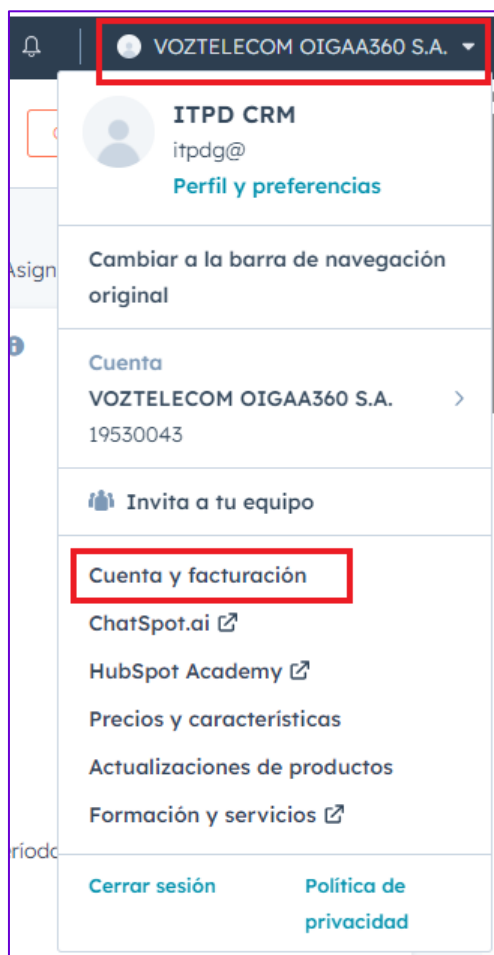 VOZTELECOM OIGAA360 S.A.
ITPD CRM
itpdg@
Perfil y preferencias
Asign
Cambiar a la barra de navegación
original
Cuenta
VOZTELECOM OIGAA360 S.A.
19530043
Invita a tu equipo
Cuenta y facturación
ChatSpot.ai
HubSpot Academy
Precios y características
Actualizaciones de productos
Formación y servicios
ríodo
Cerrar sesión
Política de
privacidad